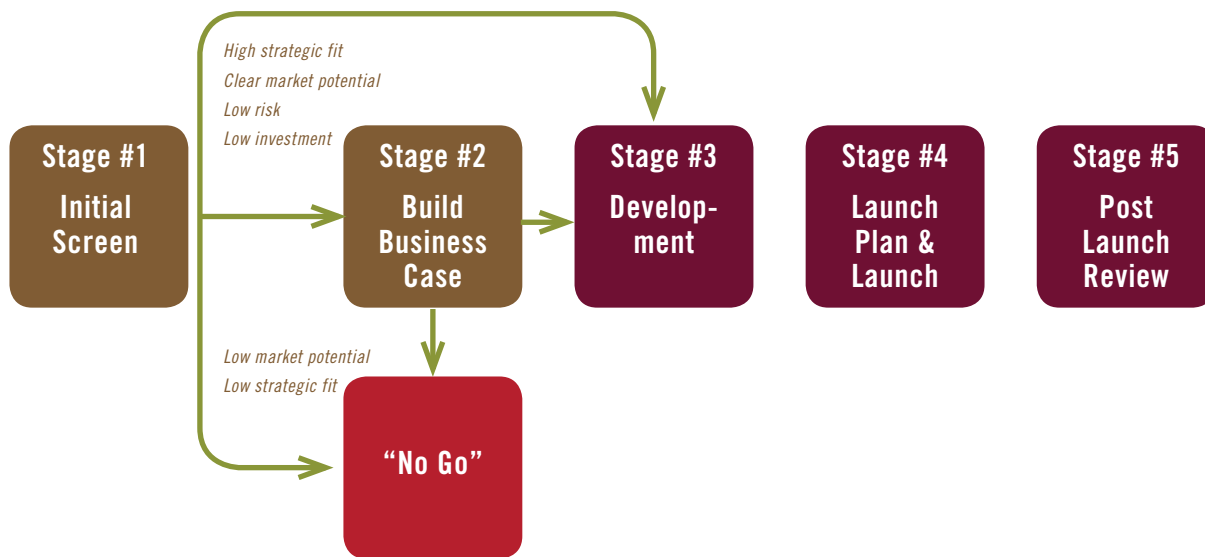 High strategic fit
Clear market potential
Low risk
Low investment
Stage #1
Initial
Screen
Stage #2
Build
Business
Case
Stage #3
Develop-
ment
Stage #4
Launch
Plan &
Launch
Stage #5
Post
Launch
Review
Low market potential
Low strategic fit
“No Go”